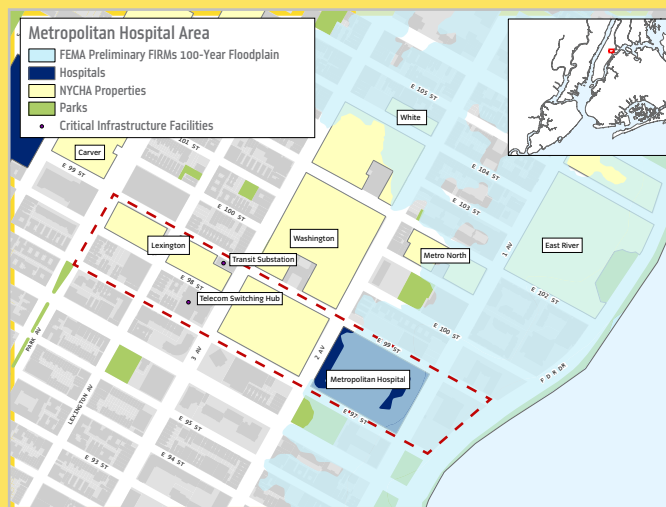 Metropolitan Hospital Area
FEMA Preliminary FIRMs 100-Year Floodplain
Hospitals
NYCHA Properties
Parks
Critical Infrastructure Facilities
E 105 ST
White
101 ST
Carver
E 99 ST
E 104 ST
E 103 ST
E 100 ST
Washington
Lexington
1 AV
East River
Metro North
Transit Substation
E 98 ST
E 102 ST
Telecom Switching Hub
E 100 ST
PARK AV
3 AV
2 AV
E 99 ST
F D R DR
Metropolitan Hospital
LEXINGTON AV
E 97 ST
E 95 ST
E 94 ST
E 93 ST